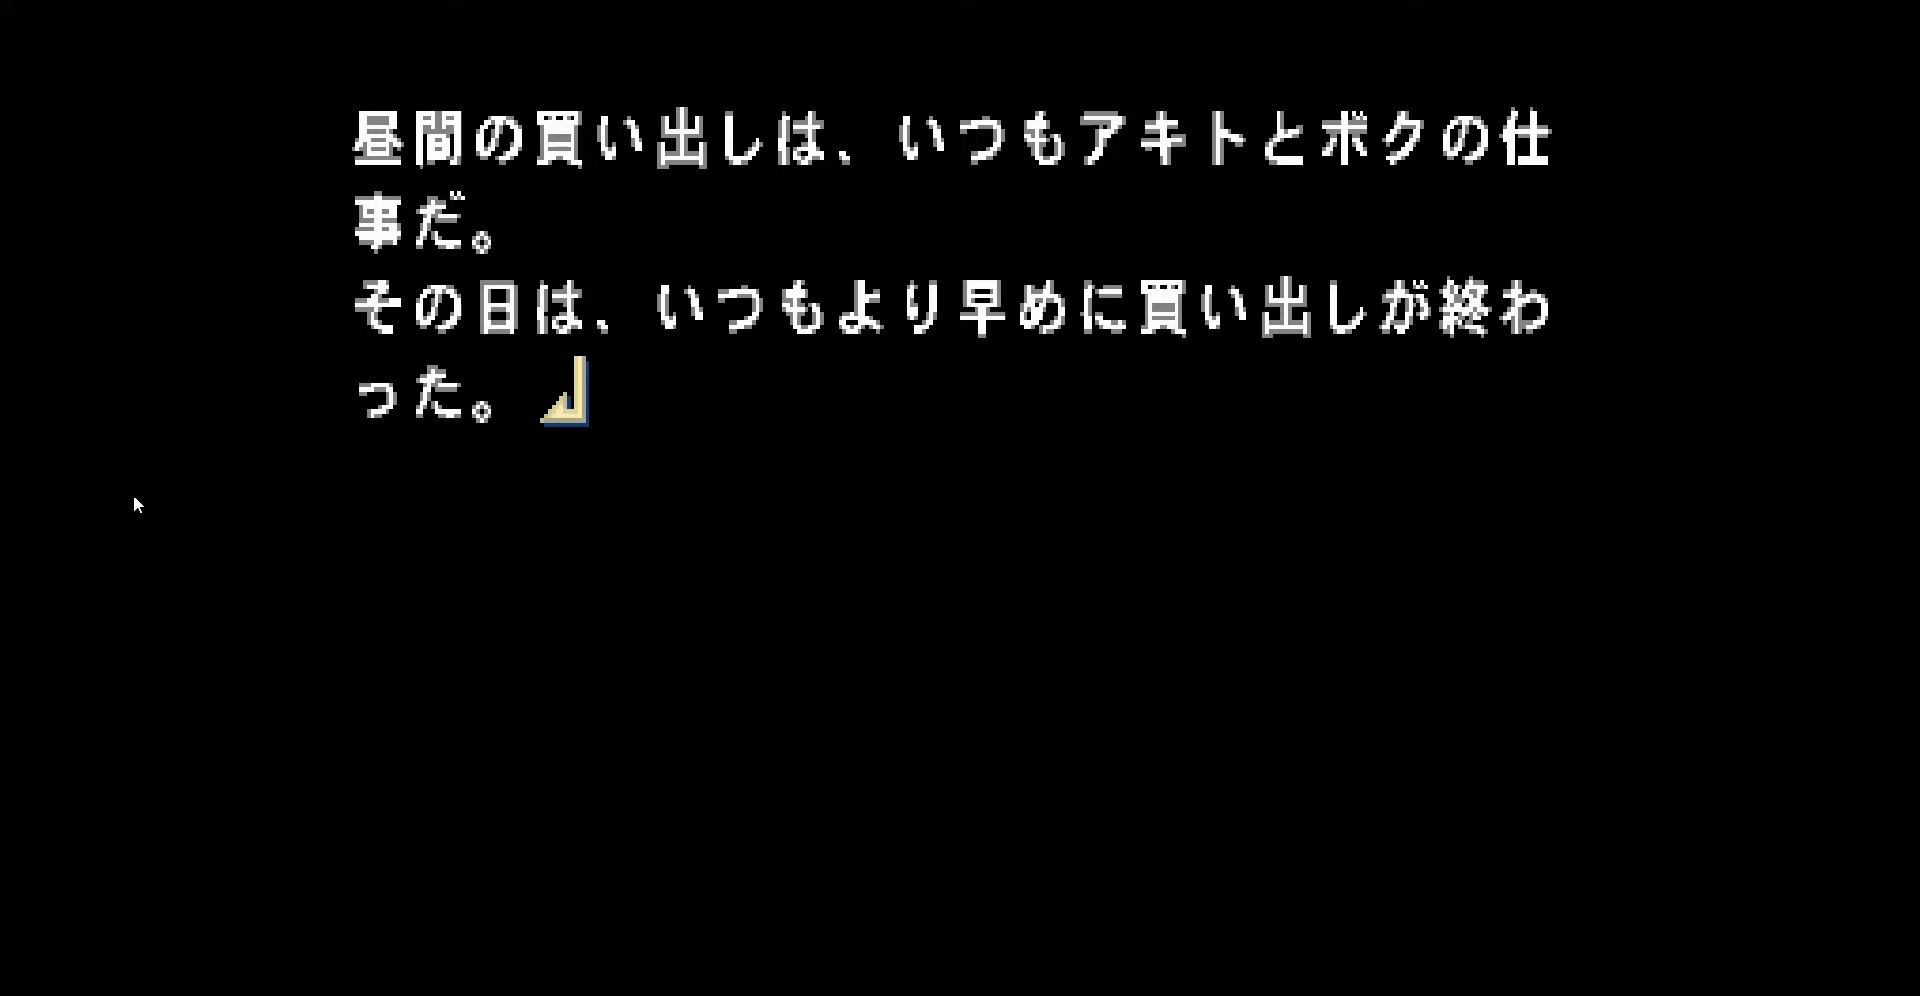 昼間の買い出しは、いつもアキトとボクの仕
事だ。
その日は、いつもより早めに買い出しが終わ
った。